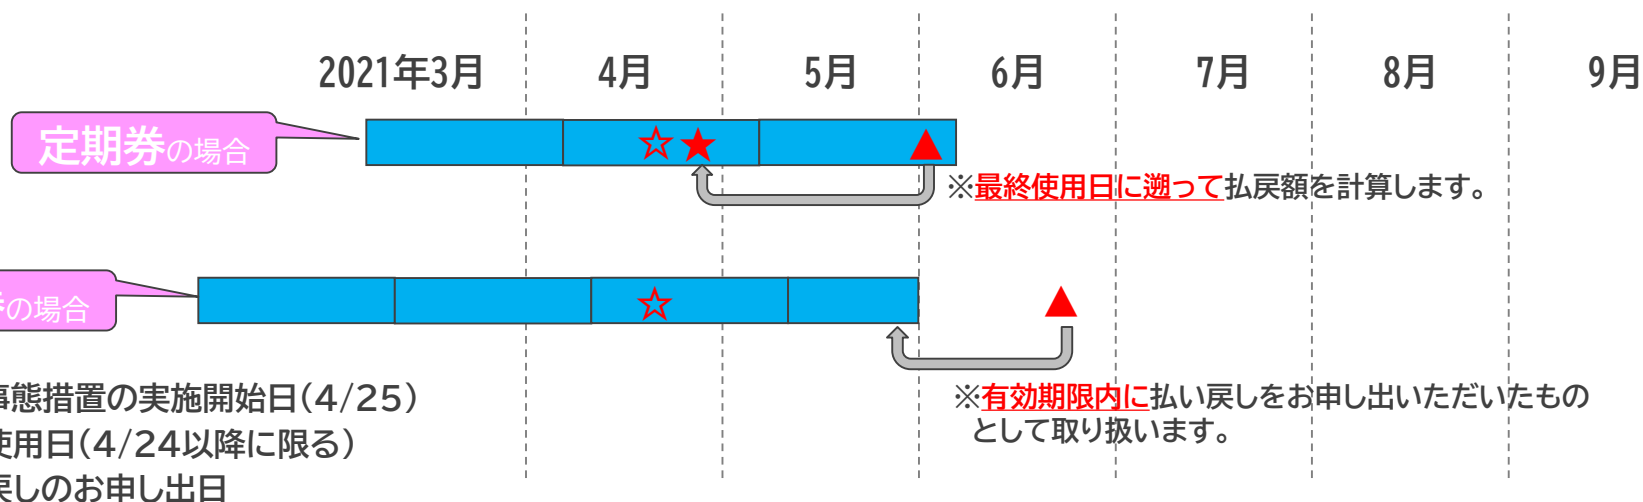 2021年3月 4月 5月 6月 7月 8月 9月
定期券の場合
※最終使用日に遡って払戻額を計算します。
券の場合
※有効期限内に払い戻しをお申し出いただいたもの
として取り扱います。
事態措置の実施開始日(4/25)
使用日(4/24以降に限る)
戻しのお申し出日